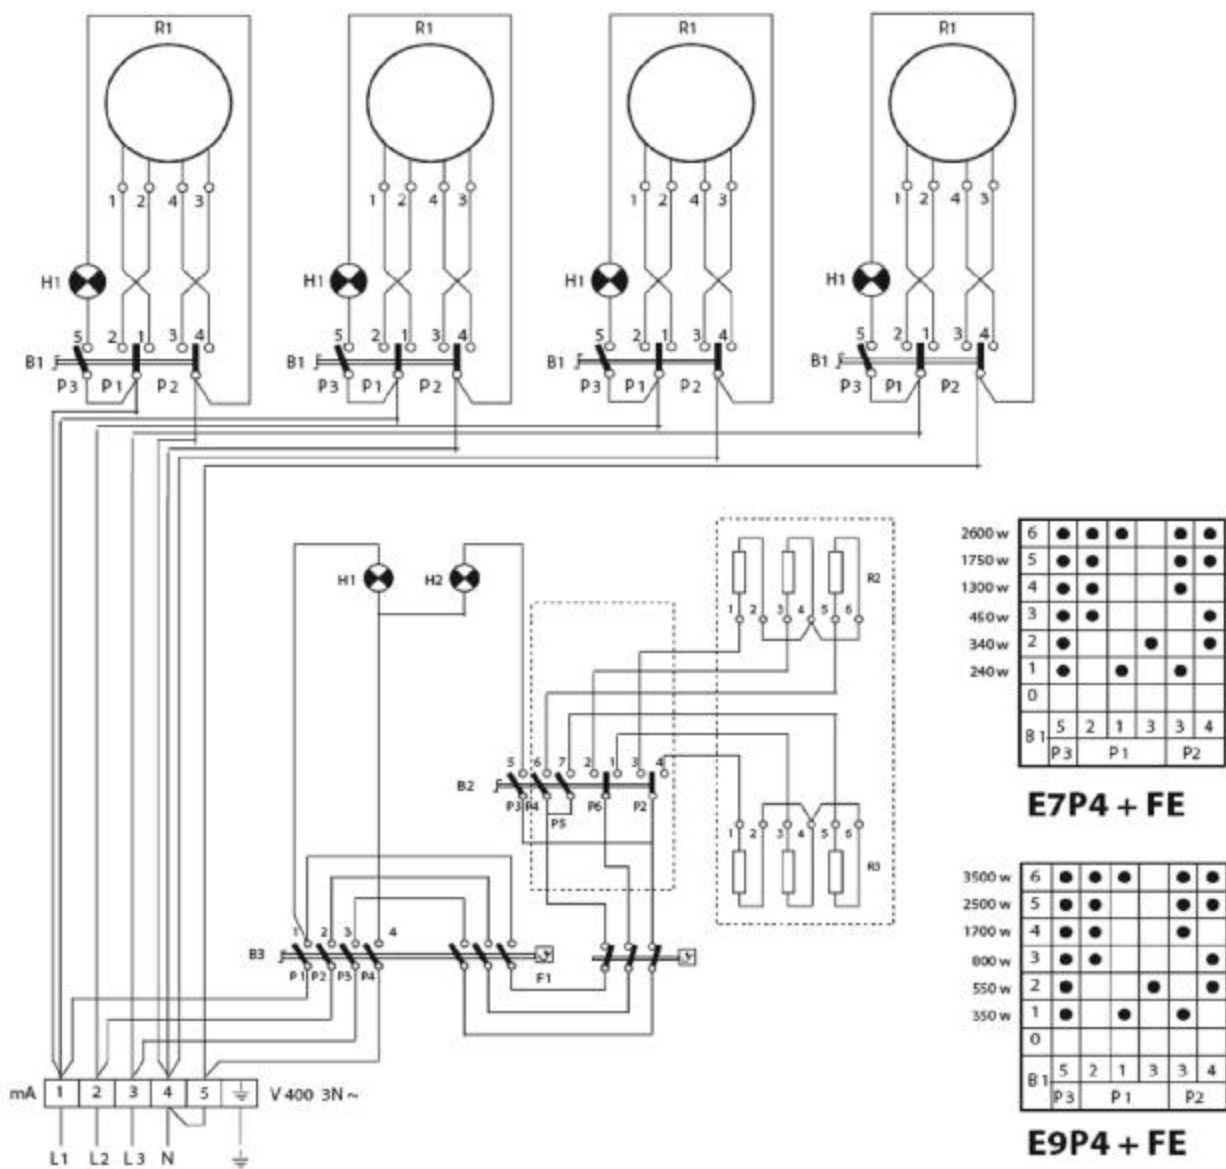 R1 R1 R1 R1
1 2 4 3 1 2 4 3 1 2 4 3 1 2 4 3
H1 H1 H1 H1
5 2 1 3 4 5 2 1 3 4 5 2 1 3 4 5 2 1 3 4
B1 B1 B1 B1
P3 P1 P2 P3 P1 P2 P3 P1 P2 P3 P1 P2
H1 H2 R2
1 2 3 4 5 6
5 6 7 2 1 3 4
B2
P3 P4 P6 P2
P5
1 2 3 4 5 6
R3
1 2 3 4
B3
P1 P2 P3 P4 F1
mA 1 2 3 4 5 V 400 3N ~
L1 L2 L3 N
2600 w 6
1750 w 5
1300 w 4
450 w 3
340 w 2
240 w 1
0
B 1 5 2 1 3 3 4
P3 P1 P2
E7P4 + FE
3500 w 6
2500 w 5
1700 w 4
800 w 3
550 w 2
350 w 1
0
B 1 5 2 1 3 3 4
P3 P1 P2
E9P4 + FE